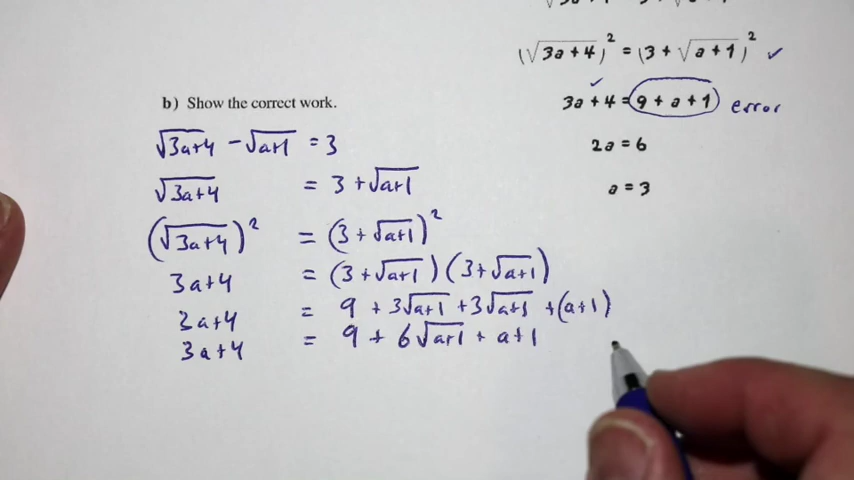 (√3a+4)² = (3 + √a+1)² ✓
3a + 4 = 9 + a + 1 error
2a = 6
a = 3
b) Show the correct work.
√3a+4 - √a+1 = 3
√3a+4 = 3 + √a+1
(√3a+4)² = (3 + √a+1)²
3a+4 = (3+√a+1)(3+√a+1)
3a+4 = 9 + 3√a+1 + 3√a+1 + (a+1)
3a+4 = 9 + 6√a+1 + a+1